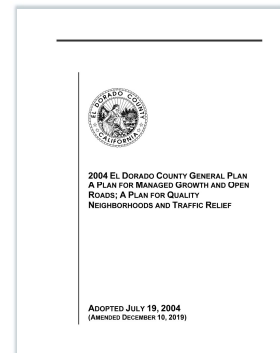 EL DORADO COUNTY
CALIFORNIA
2004 EL DORADO COUNTY GENERAL PLAN
A PLAN FOR MANAGED GROWTH AND OPEN
ROADS; A PLAN FOR QUALITY
NEIGHBORHOODS AND TRAFFIC RELIEF
ADOPTED JULY 19, 2004
(AMENDED DECEMBER 10, 2019)